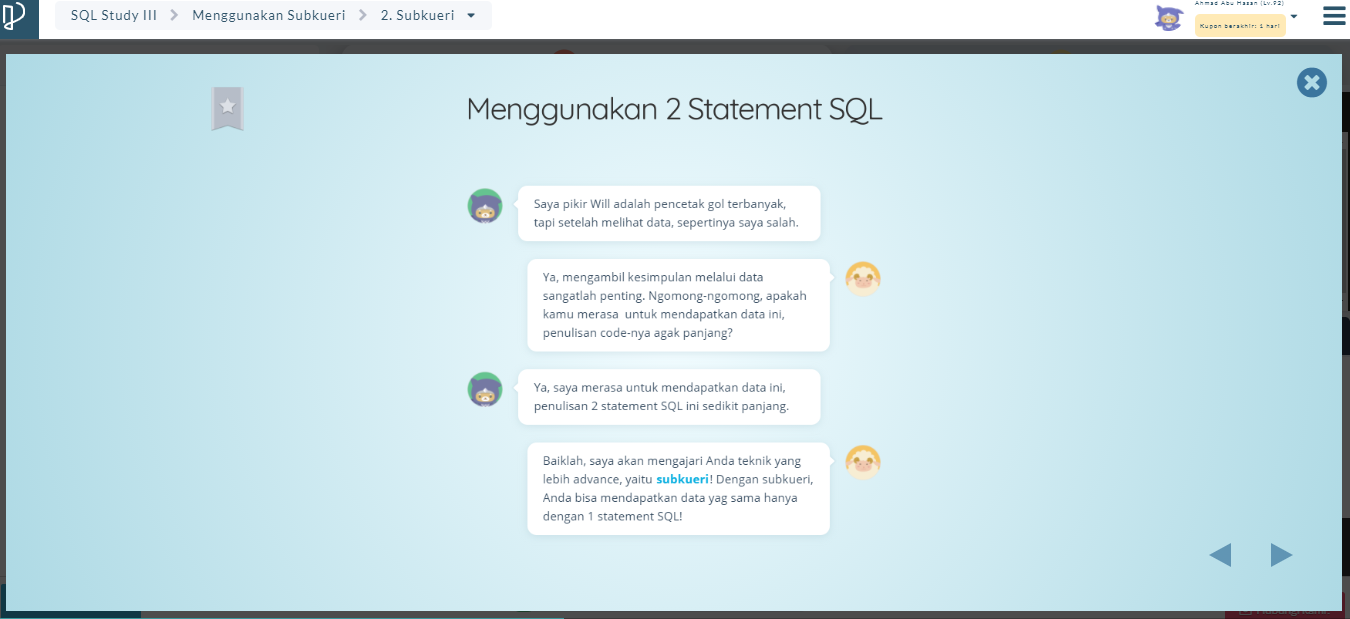 SQL Study III
Menggunakan Subkueri
2. Subkueri
Ahmad Abu Hasan (Lv.92)
Kupon berakhir: 1 hari
Menggunakan 2 Statement SQL
Saya pikir Will adalah pencetak gol terbanyak,
tapi setelah melihat data, sepertinya saya salah.
Ya, mengambil kesimpulan melalui data
sangatlah penting. Ngomong-ngomong, apakah
kamu merasa  untuk mendapatkan data ini,
penulisan code-nya agak panjang?
Ya, saya merasa untuk mendapatkan data ini,
penulisan 2 statement SQL ini sedikit panjang.
Baiklah, saya akan mengajari Anda teknik yang
lebih advance, yaitu subkueri! Dengan subkueri,
Anda bisa mendapatkan data yag sama hanya
dengan 1 statement SQL!